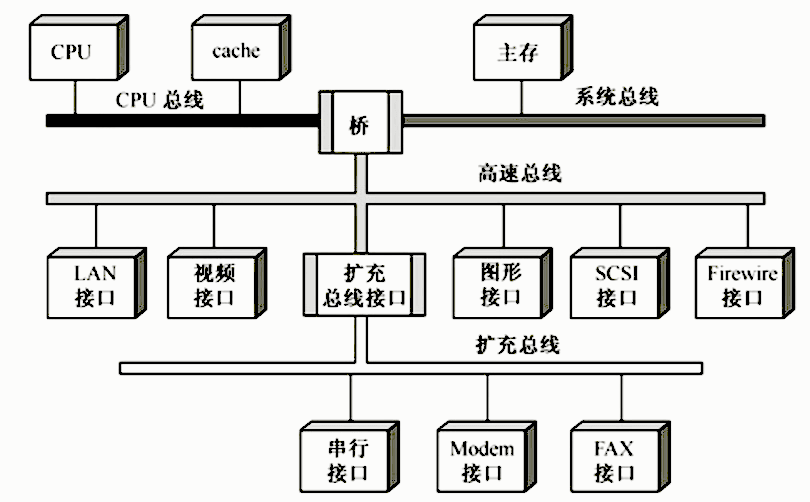 CPU
cache
主存
CPU 总线
系统总线
桥
高速总线
LAN
接口
视频
接口
扩充
总线接口
图形
接口
SCSI
接口
Firewire
接口
扩充总线
串行
接口
Modem
接口
FAX
接口